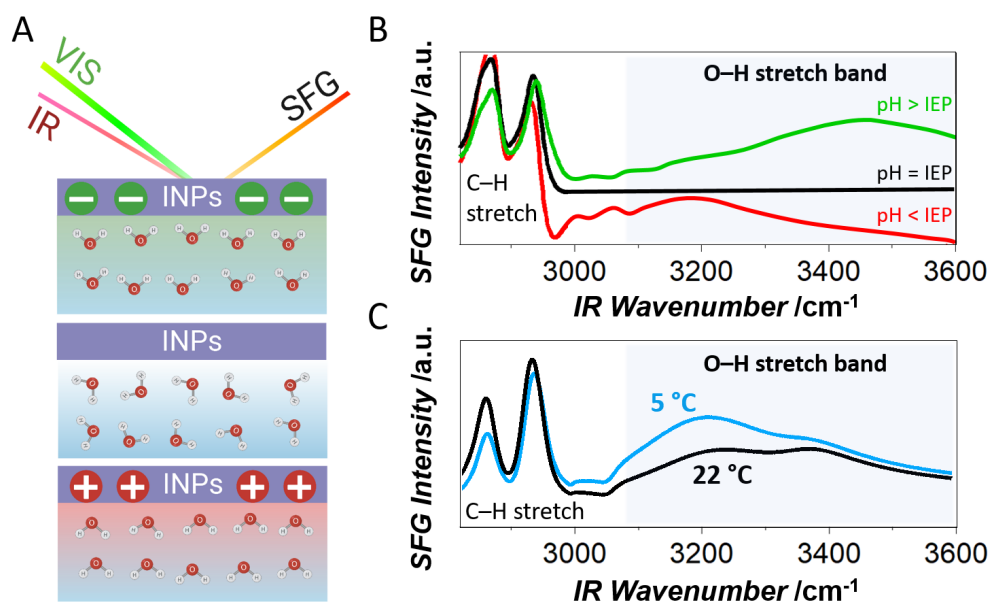 A
VIS
IR
SFG
INPs
INPs
INPs
B
SFG Intensity /a.u.
O–H stretch band
pH > IEP
pH = IEP
pH < IEP
C–H
stretch
3000
3200
3400
3600
IR Wavenumber /cm⁻¹
C
SFG Intensity /a.u.
O–H stretch band
5 °C
22 °C
C–H stretch
3000
3200
3400
3600
IR Wavenumber /cm⁻¹